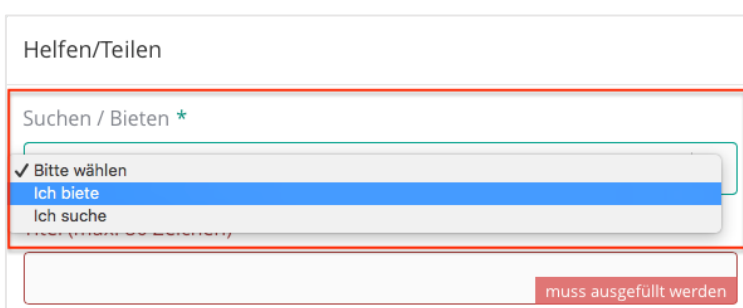 Helfen/Teilen
Suchen / Bieten *
✓ Bitte wählen
Ich biete
Ich suche
muss ausgefüllt werden